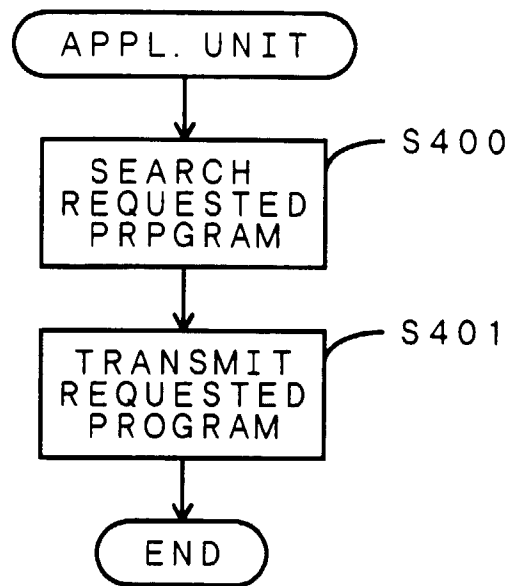 APPL. UNIT
SEARCH
REQUESTED
PRPGRAM
S400
TRANSMIT
REQUESTED
PROGRAM
S401
END